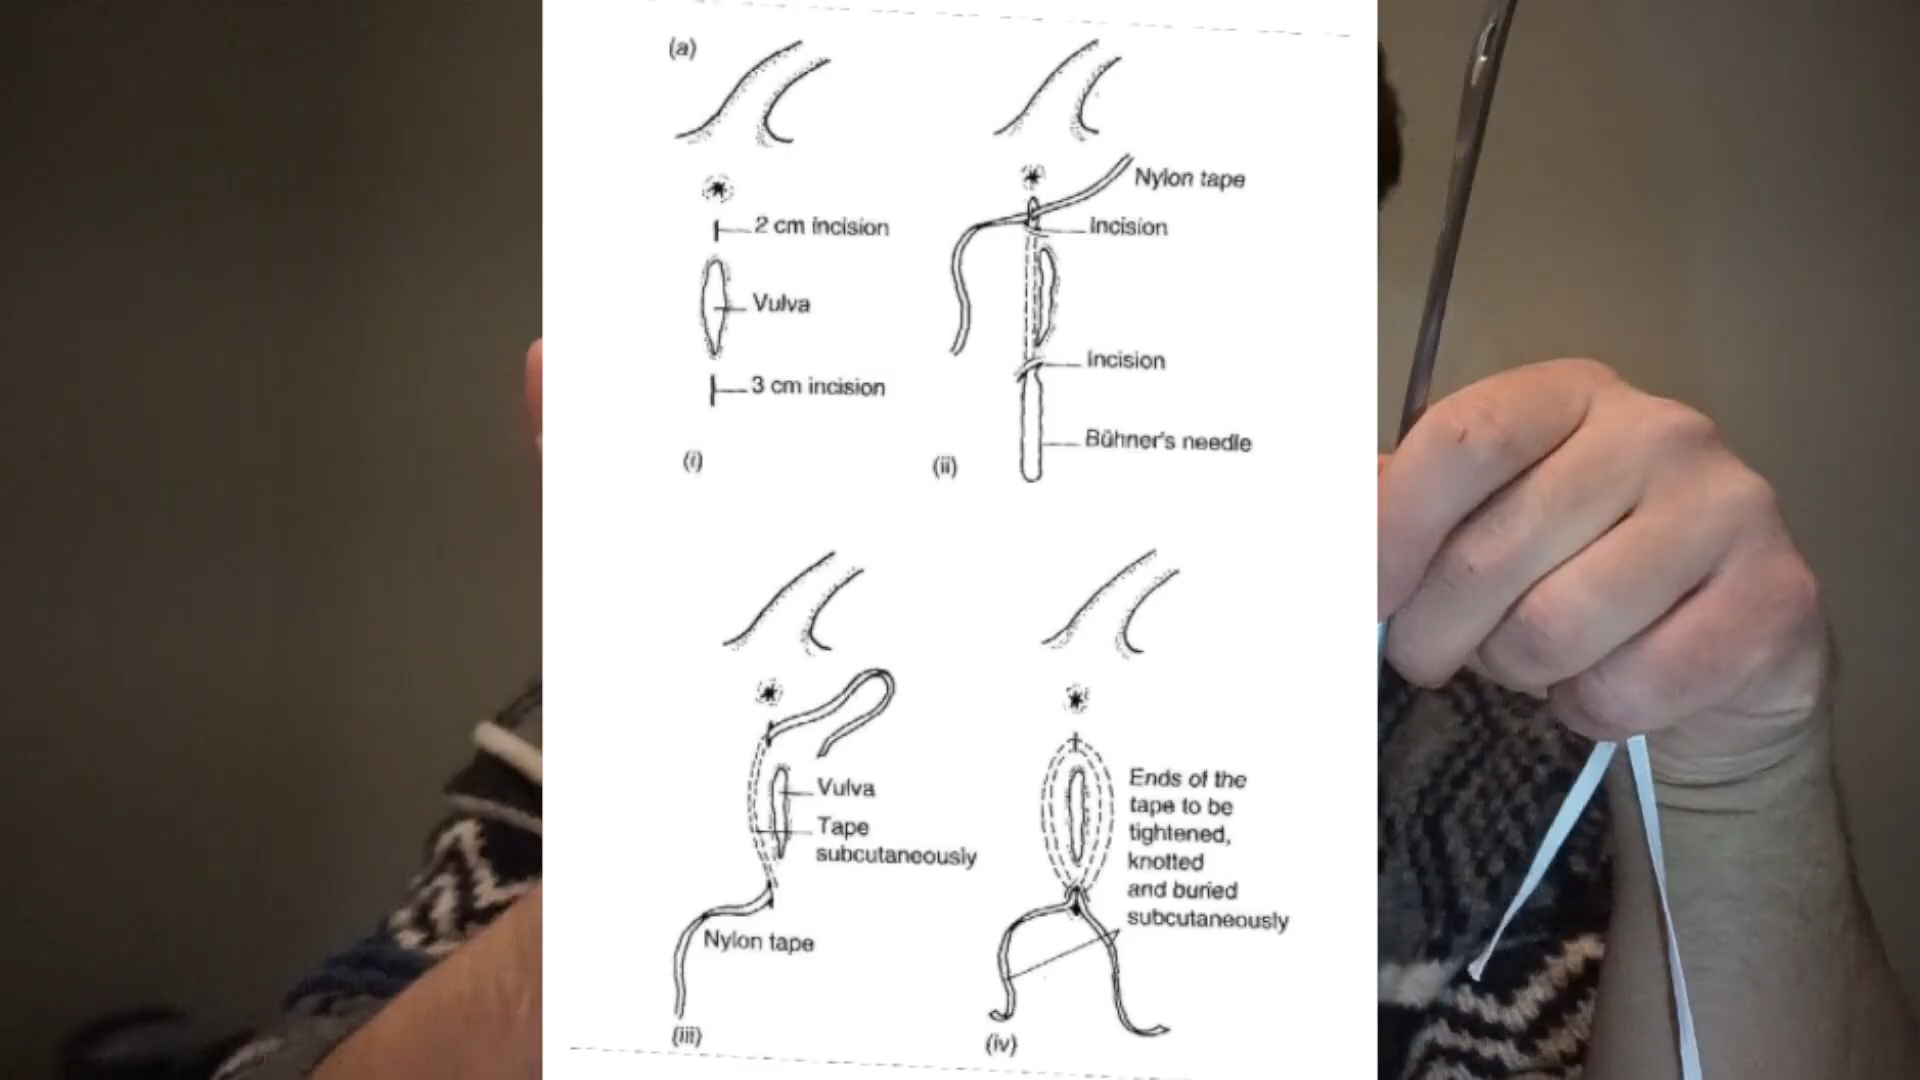 (a)
2 cm incision
Vulva
3 cm incision
(i)
Nylon tape
Incision
Incision
Bühner's needle
(ii)
Vulva
Tape
subcutaneously
Nylon tape
(iii)
Ends of the
tape to be
tightened,
knotted
and buried
subcutaneously
(iv)